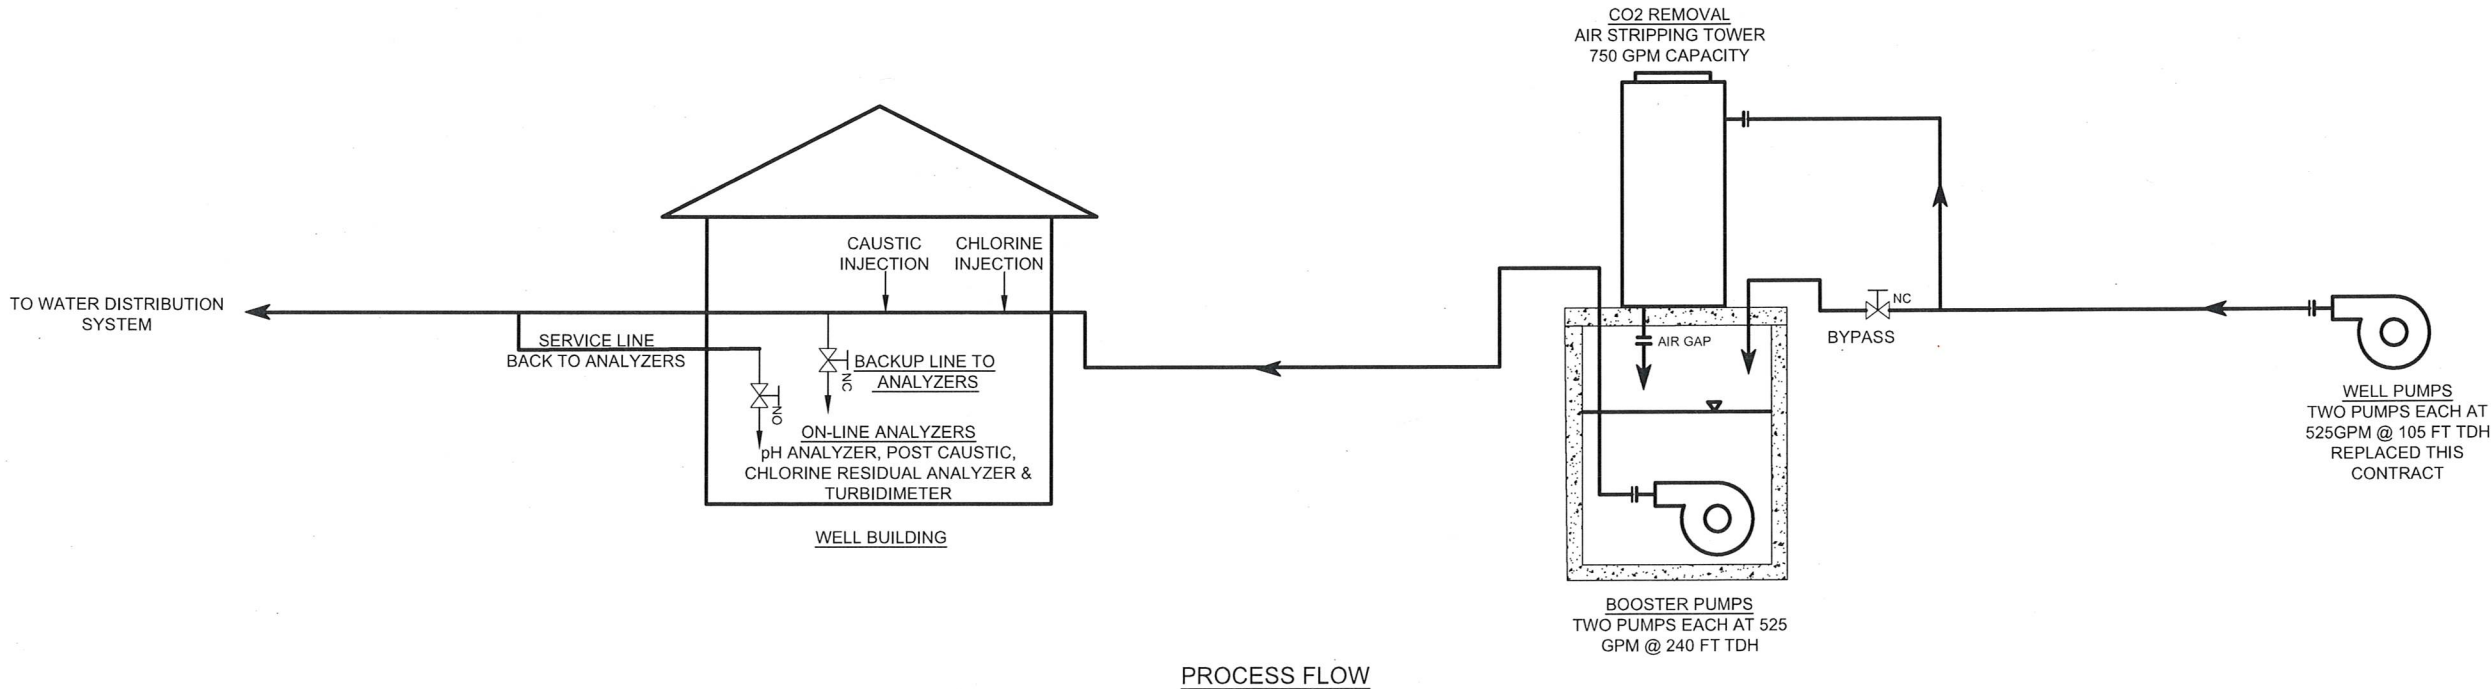 CO2 REMOVAL
AIR STRIPPING TOWER
750 GPM CAPACITY
CAUSTIC
INJECTION
CHLORINE
INJECTION
TO WATER DISTRIBUTION
SYSTEM
SERVICE LINE
BACK TO ANALYZERS
NO
BACKUP LINE TO
ANALYZERS
NC
ON-LINE ANALYZERS
pH ANALYZER, POST CAUSTIC,
CHLORINE RESIDUAL ANALYZER &
TURBIDIMETER
WELL BUILDING
AIR GAP
NC
BYPASS
WELL PUMPS
TWO PUMPS EACH AT
525GPM @ 105 FT TDH
REPLACED THIS
CONTRACT
BOOSTER PUMPS
TWO PUMPS EACH AT 525
GPM @ 240 FT TDH
PROCESS FLOW